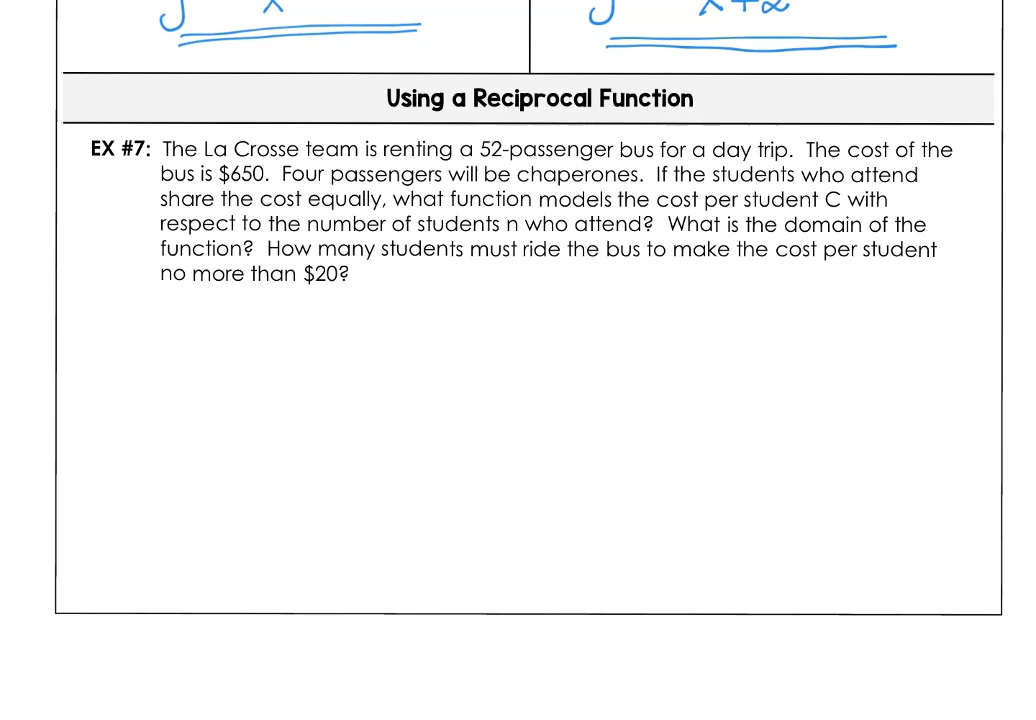 x
x+2
Using a Reciprocal Function
EX #7: The La Crosse team is renting a 52-passenger bus for a day trip. The cost of the
bus is $650. Four passengers will be chaperones. If the students who attend
share the cost equally, what function models the cost per student C with
respect to the number of students n who attend? What is the domain of the
function? How many students must ride the bus to make the cost per student
no more than $20?